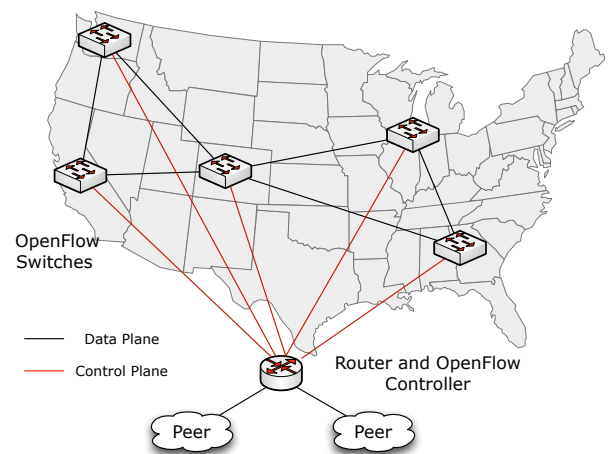 OpenFlow
Switches
Data Plane
Control Plane
Router and OpenFlow
Controller
Peer
Peer